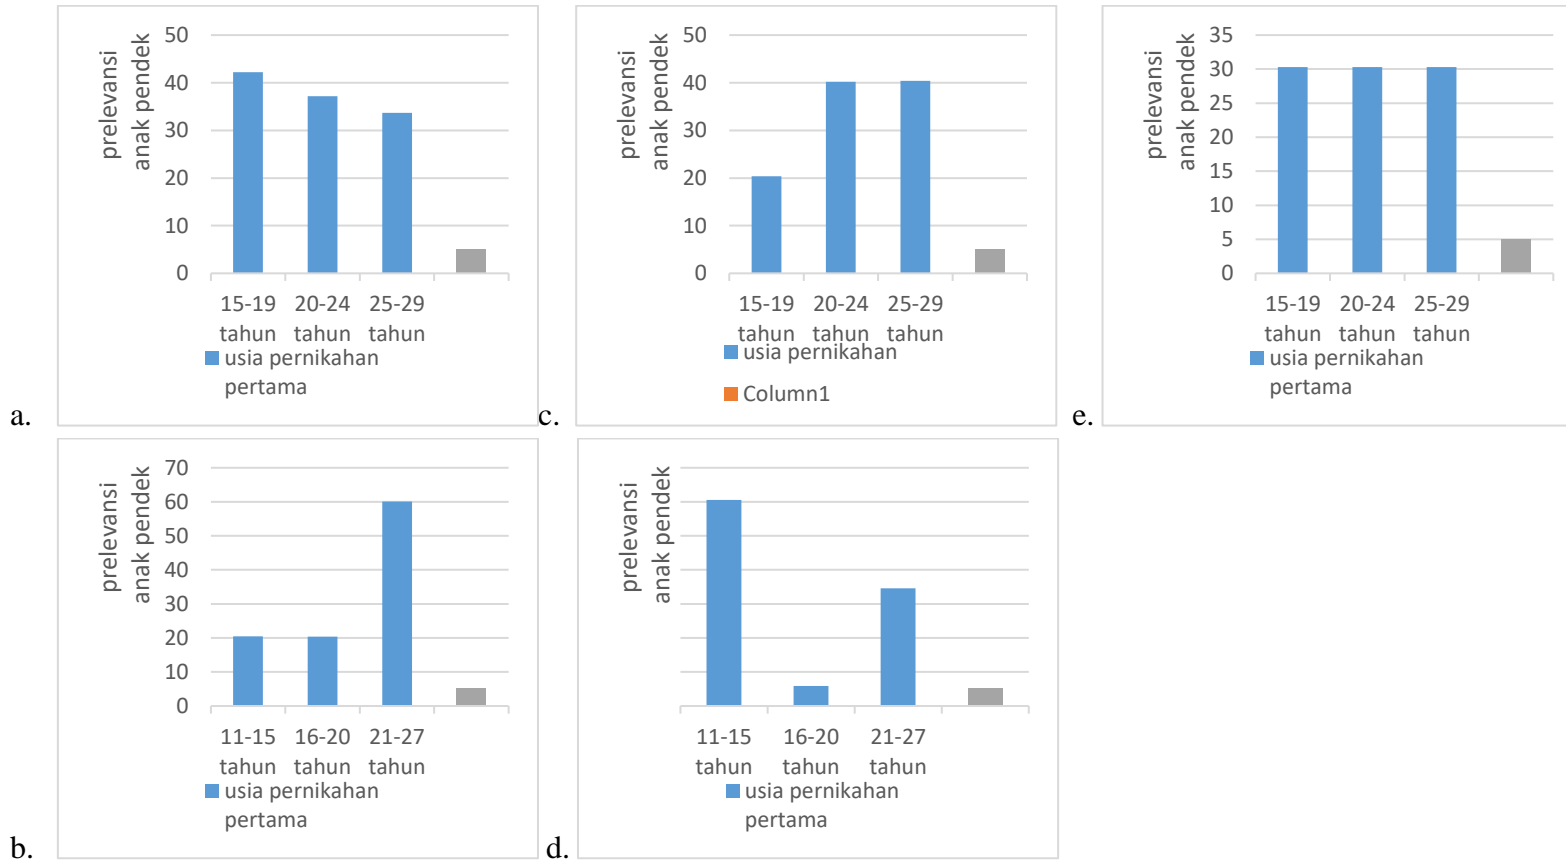 a.
prelevansi
anak pendek
50
40
30
20
10
0
15-19 20-24 25-29
tahun tahun tahun
usia pernikahan
pertama
c.
prelevansi
anak pendek
50
40
30
20
10
0
15-19 20-24 25-29
tahun tahun tahun
usia pernikahan
Column1
e.
prelevansi
anak pendek
35
30
25
20
15
10
5
0
15-19 20-24 25-29
tahun tahun tahun
usia pernikahan
pertama
b.
prelevansi
anak pendek
70
60
50
40
30
20
10
0
11-15 16-20 21-27
tahun tahun tahun
usia pernikahan
pertama
d.
prelevansi
anak pendek
11-15 16-20 21-27
tahun tahun tahun
usia pernikahan
pertama